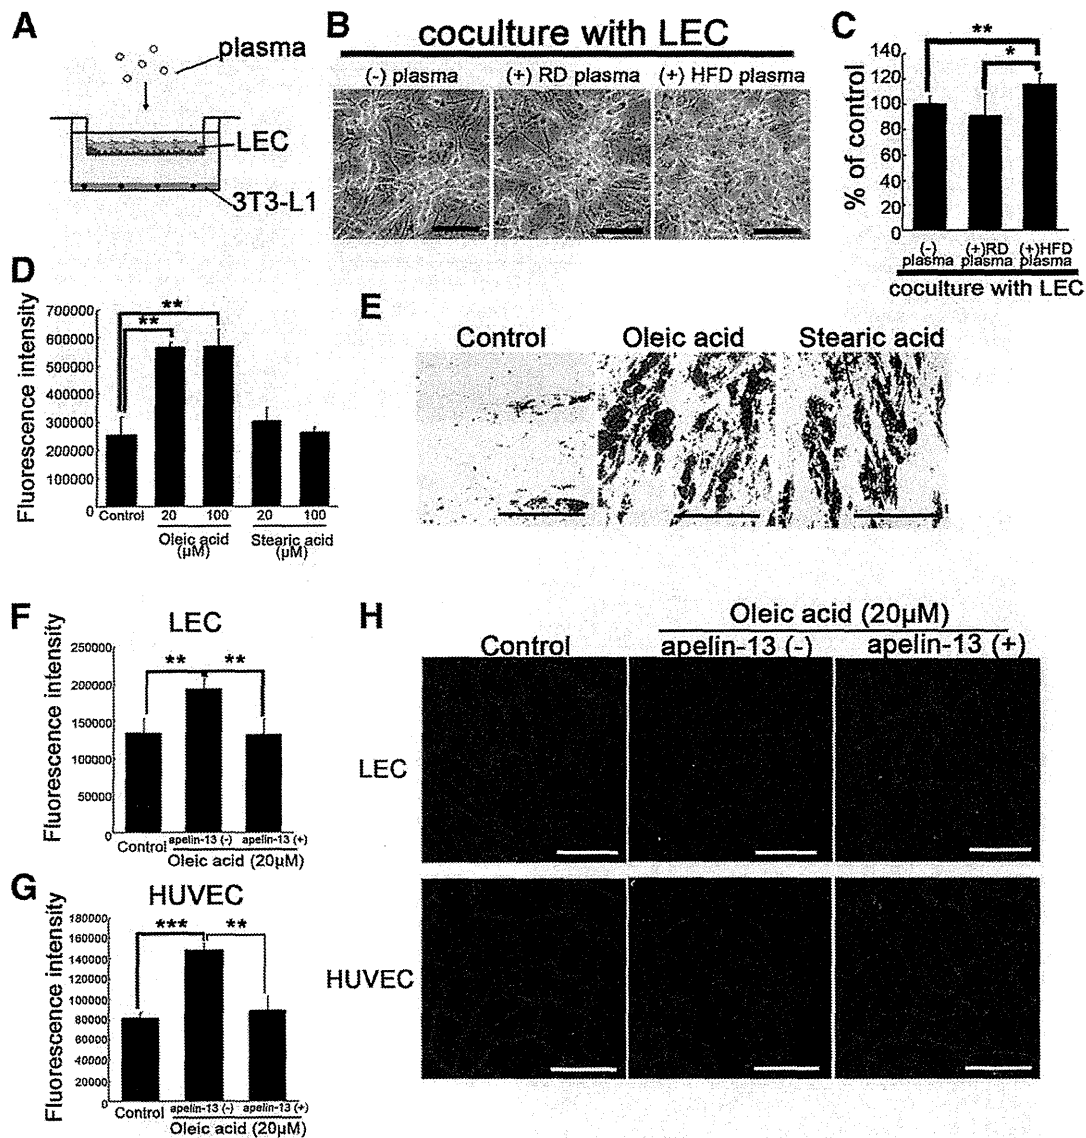 A
plasma
LEC
3T3-L1
B
coculture with LEC
(-) plasma
(+) RD plasma
(+) HFD plasma
C
% of control
140
120
100
80
60
40
20
0
**
*
(-) plasma
(+)RD plasma
(+)HFD plasma
coculture with LEC
D
Fluorescence intensity
700000
600000
500000
400000
300000
200000
100000
0
**
**
Control
20
100
20
100
Oleic acid
(µM)
Stearic acid
(µM)
E
Control
Oleic acid
Stearic acid
F
LEC
Fluorescence intensity
250000
200000
150000
100000
50000
0
**
**
Control
apelin-13 (-)
apelin-13 (+)
Oleic acid (20µM)
G
HUVEC
Fluorescence intensity
180000
160000
140000
120000
100000
80000
60000
40000
20000
0
***
**
Control
apelin-13 (-)
apelin-13 (+)
Oleic acid (20µM)
H
Oleic acid (20µM)
Control
apelin-13 (-)
apelin-13 (+)
LEC
HUVEC